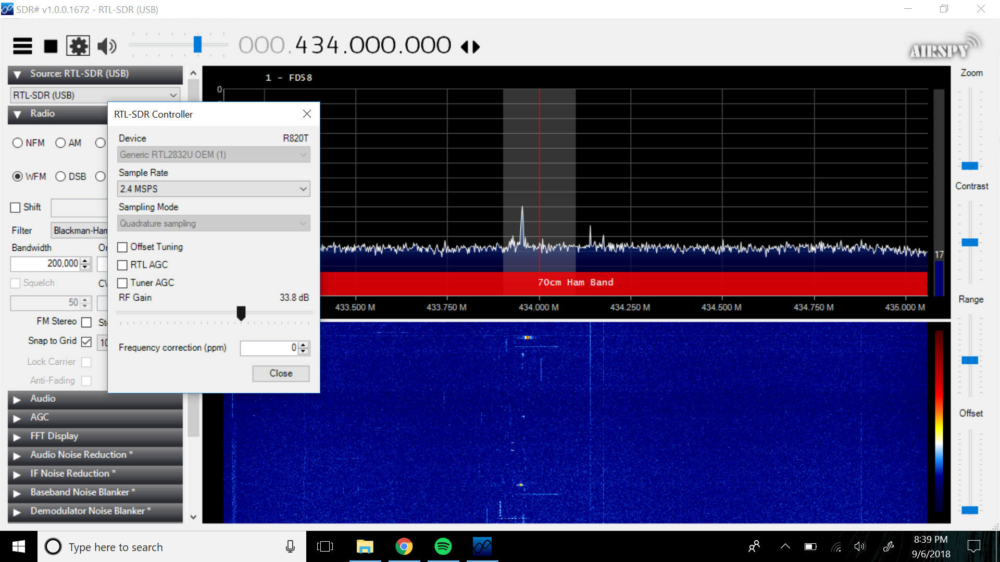 SDR# v1.0.0.1672 - RTL-SDR (USB)
000.434.000.000
AIRSPY
Source: RTL-SDR (USB)
RTL-SDR (USB)
Radio
NFM AM
WFM DSB
Shift
Filter Blackman-Har
Bandwidth Or
200,000
Squelch CW
50
FM Stereo Ste
Snap to Grid 10
Lock Carrier
Anti-Fading
Audio
AGC
FFT Display
Audio Noise Reduction *
IF Noise Reduction *
Baseband Noise Blanker *
Demodulator Noise Blanker *
RTL-SDR Controller
Device R820T
Generic RTL2832U OEM (1)
Sample Rate
2.4 MSPS
Sampling Mode
Quadrature sampling
Offset Tuning
RTL AGC
Tuner AGC
RF Gain 33.8 dB
Frequency correction (ppm) 0
Close
1 - FD58
0
17
70cm Ham Band
433.500 M 433.750 M 434.000 M 434.250 M 434.500 M 434.750 M 435.000 M
Zoom
Contrast
Range
Offset
Type here to search
8:39 PM
9/6/2018